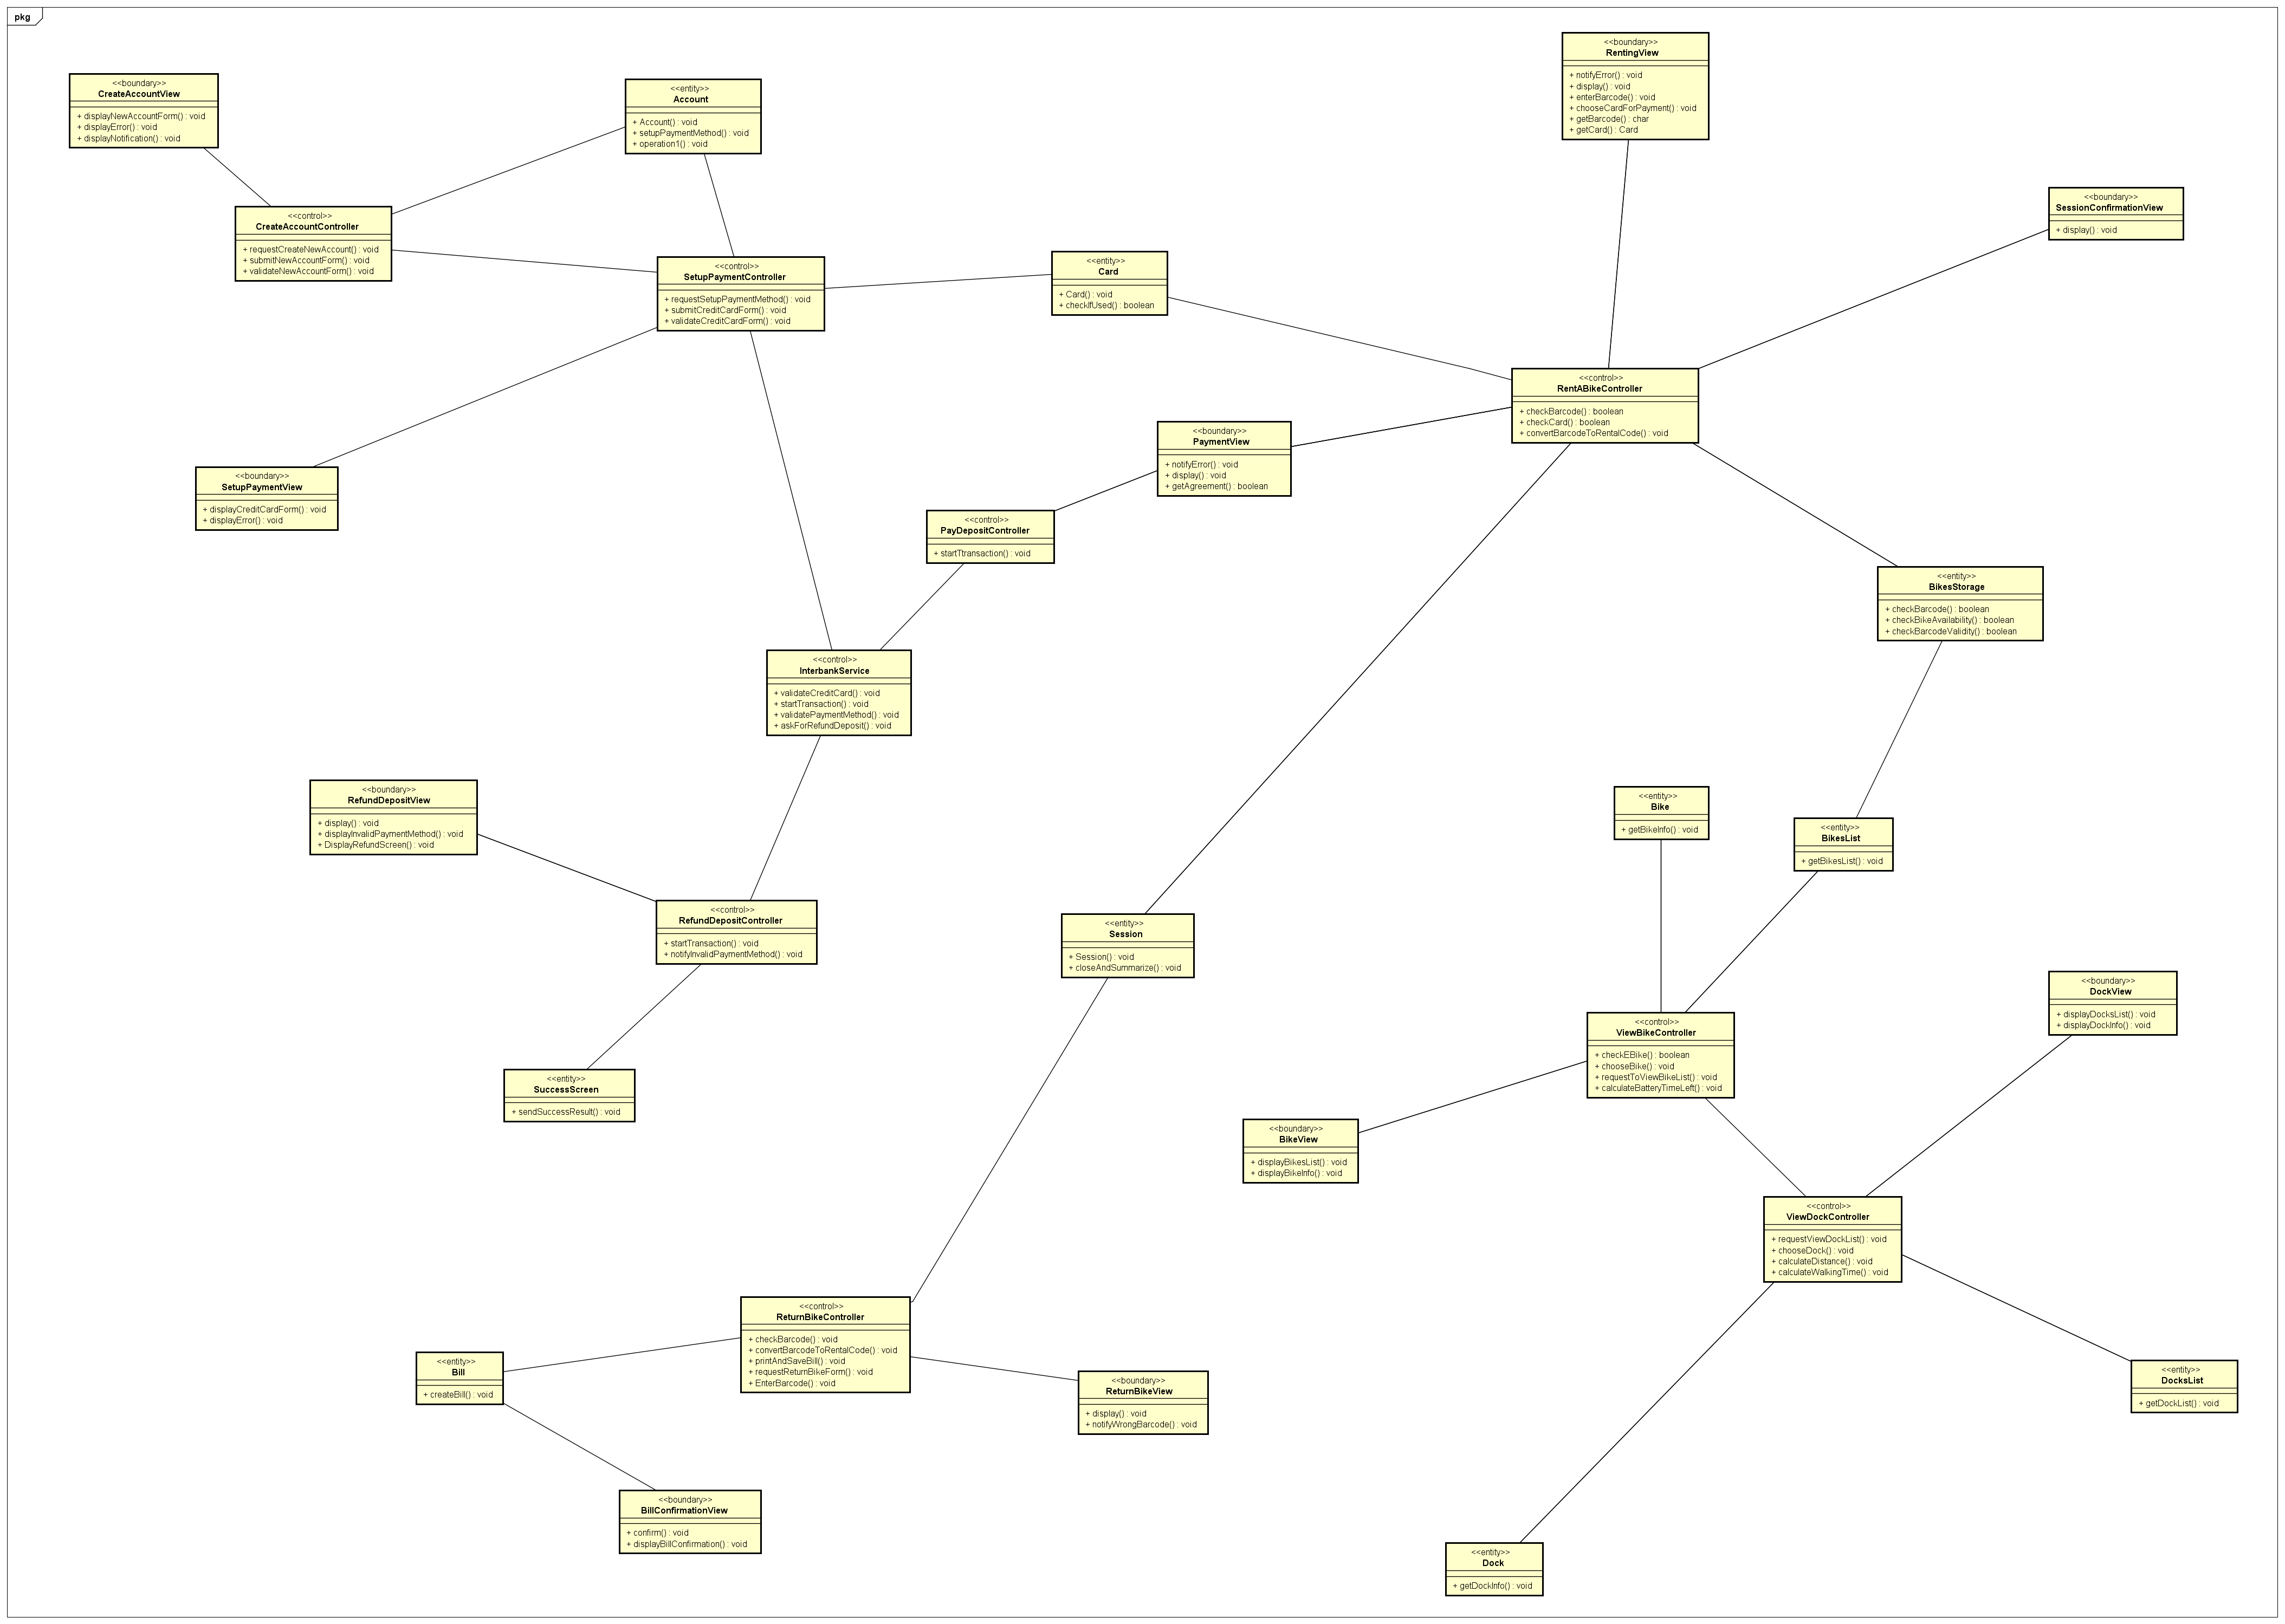 pkg
<<boundary>>
RentingView
+ notifyError() : void
+ display() : void
+ enterBarcode() : void
+ chooseCardForPayment() : void
+ getBarcode() : char
+ getCard() : Card
<<boundary>>
CreateAccountView
+ displayNewAccountForm() : void
+ displayError() : void
+ displayNotification() : void
<<entity>>
Account
+ Account() : void
+ setupPaymentMethod() : void
+ operation1() : void
<<boundary>>
SessionConfirmationView
+ display() : void
<<control>>
CreateAccountController
+ requestCreateNewAccount() : void
+ submitNewAccountForm() : void
+ validateNewAccountForm() : void
<<control>>
SetupPaymentController
+ requestSetupPaymentMethod() : void
+ submitCreditCardForm() : void
+ validateCreditCardForm() : void
<<entity>>
Card
+ Card() : void
+ checkIfUsed() : boolean
<<control>>
RentABikeController
+ checkBarcode() : boolean
+ checkCard() : boolean
+ convertBarcodeToRentalCode() : void
<<boundary>>
PaymentView
+ notifyError() : void
+ display() : void
+ getAgreement() : boolean
<<boundary>>
SetupPaymentView
+ displayCreditCardForm() : void
+ displayError() : void
<<control>>
PayDepositController
+ startTtransaction() : void
<<entity>>
BikesStorage
+ checkBarcode() : boolean
+ checkBikeAvailability() : boolean
+ checkBarcodeValidity() : boolean
<<control>>
InterbankService
+ validateCreditCard() : void
+ startTransaction() : void
+ validatePaymentMethod() : void
+ askForRefundDeposit() : void
<<boundary>>
RefundDepositView
+ display() : void
+ displayInvalidPaymentMethod() : void
+ DisplayRefundScreen() : void
<<entity>>
Bike
+ getBikeInfo() : void
<<entity>>
BikesList
+ getBikesList() : void
<<control>>
RefundDepositController
+ startTransaction() : void
+ notifyInvalidPaymentMethod() : void
<<entity>>
Session
+ Session() : void
+ closeAndSummarize() : void
<<boundary>>
DockView
+ displayDocksList() : void
+ displayDockInfo() : void
<<control>>
ViewBikeController
+ checkEBike() : boolean
+ chooseBike() : void
+ requestToViewBikeList() : void
+ calculateBatteryTimeLeft() : void
<<entity>>
SuccessScreen
+ sendSuccessResult() : void
<<boundary>>
BikeView
+ displayBikesList() : void
+ displayBikeInfo() : void
<<control>>
ViewDockController
+ requestViewDockList() : void
+ chooseDock() : void
+ calculateDistance() : void
+ calculateWalkingTime() : void
<<control>>
ReturnBikeController
+ checkBarcode() : void
+ convertBarcodeToRentalCode() : void
+ printAndSaveBill() : void
+ requestReturnBikeForm() : void
+ EnterBarcode() : void
<<entity>>
Bill
+ createBill() : void
<<boundary>>
ReturnBikeView
+ display() : void
+ notifyWrongBarcode() : void
<<entity>>
DocksList
+ getDockList() : void
<<boundary>>
BillConfirmationView
+ confirm() : void
+ displayBillConfirmation() : void
<<entity>>
Dock
+ getDockInfo() : void